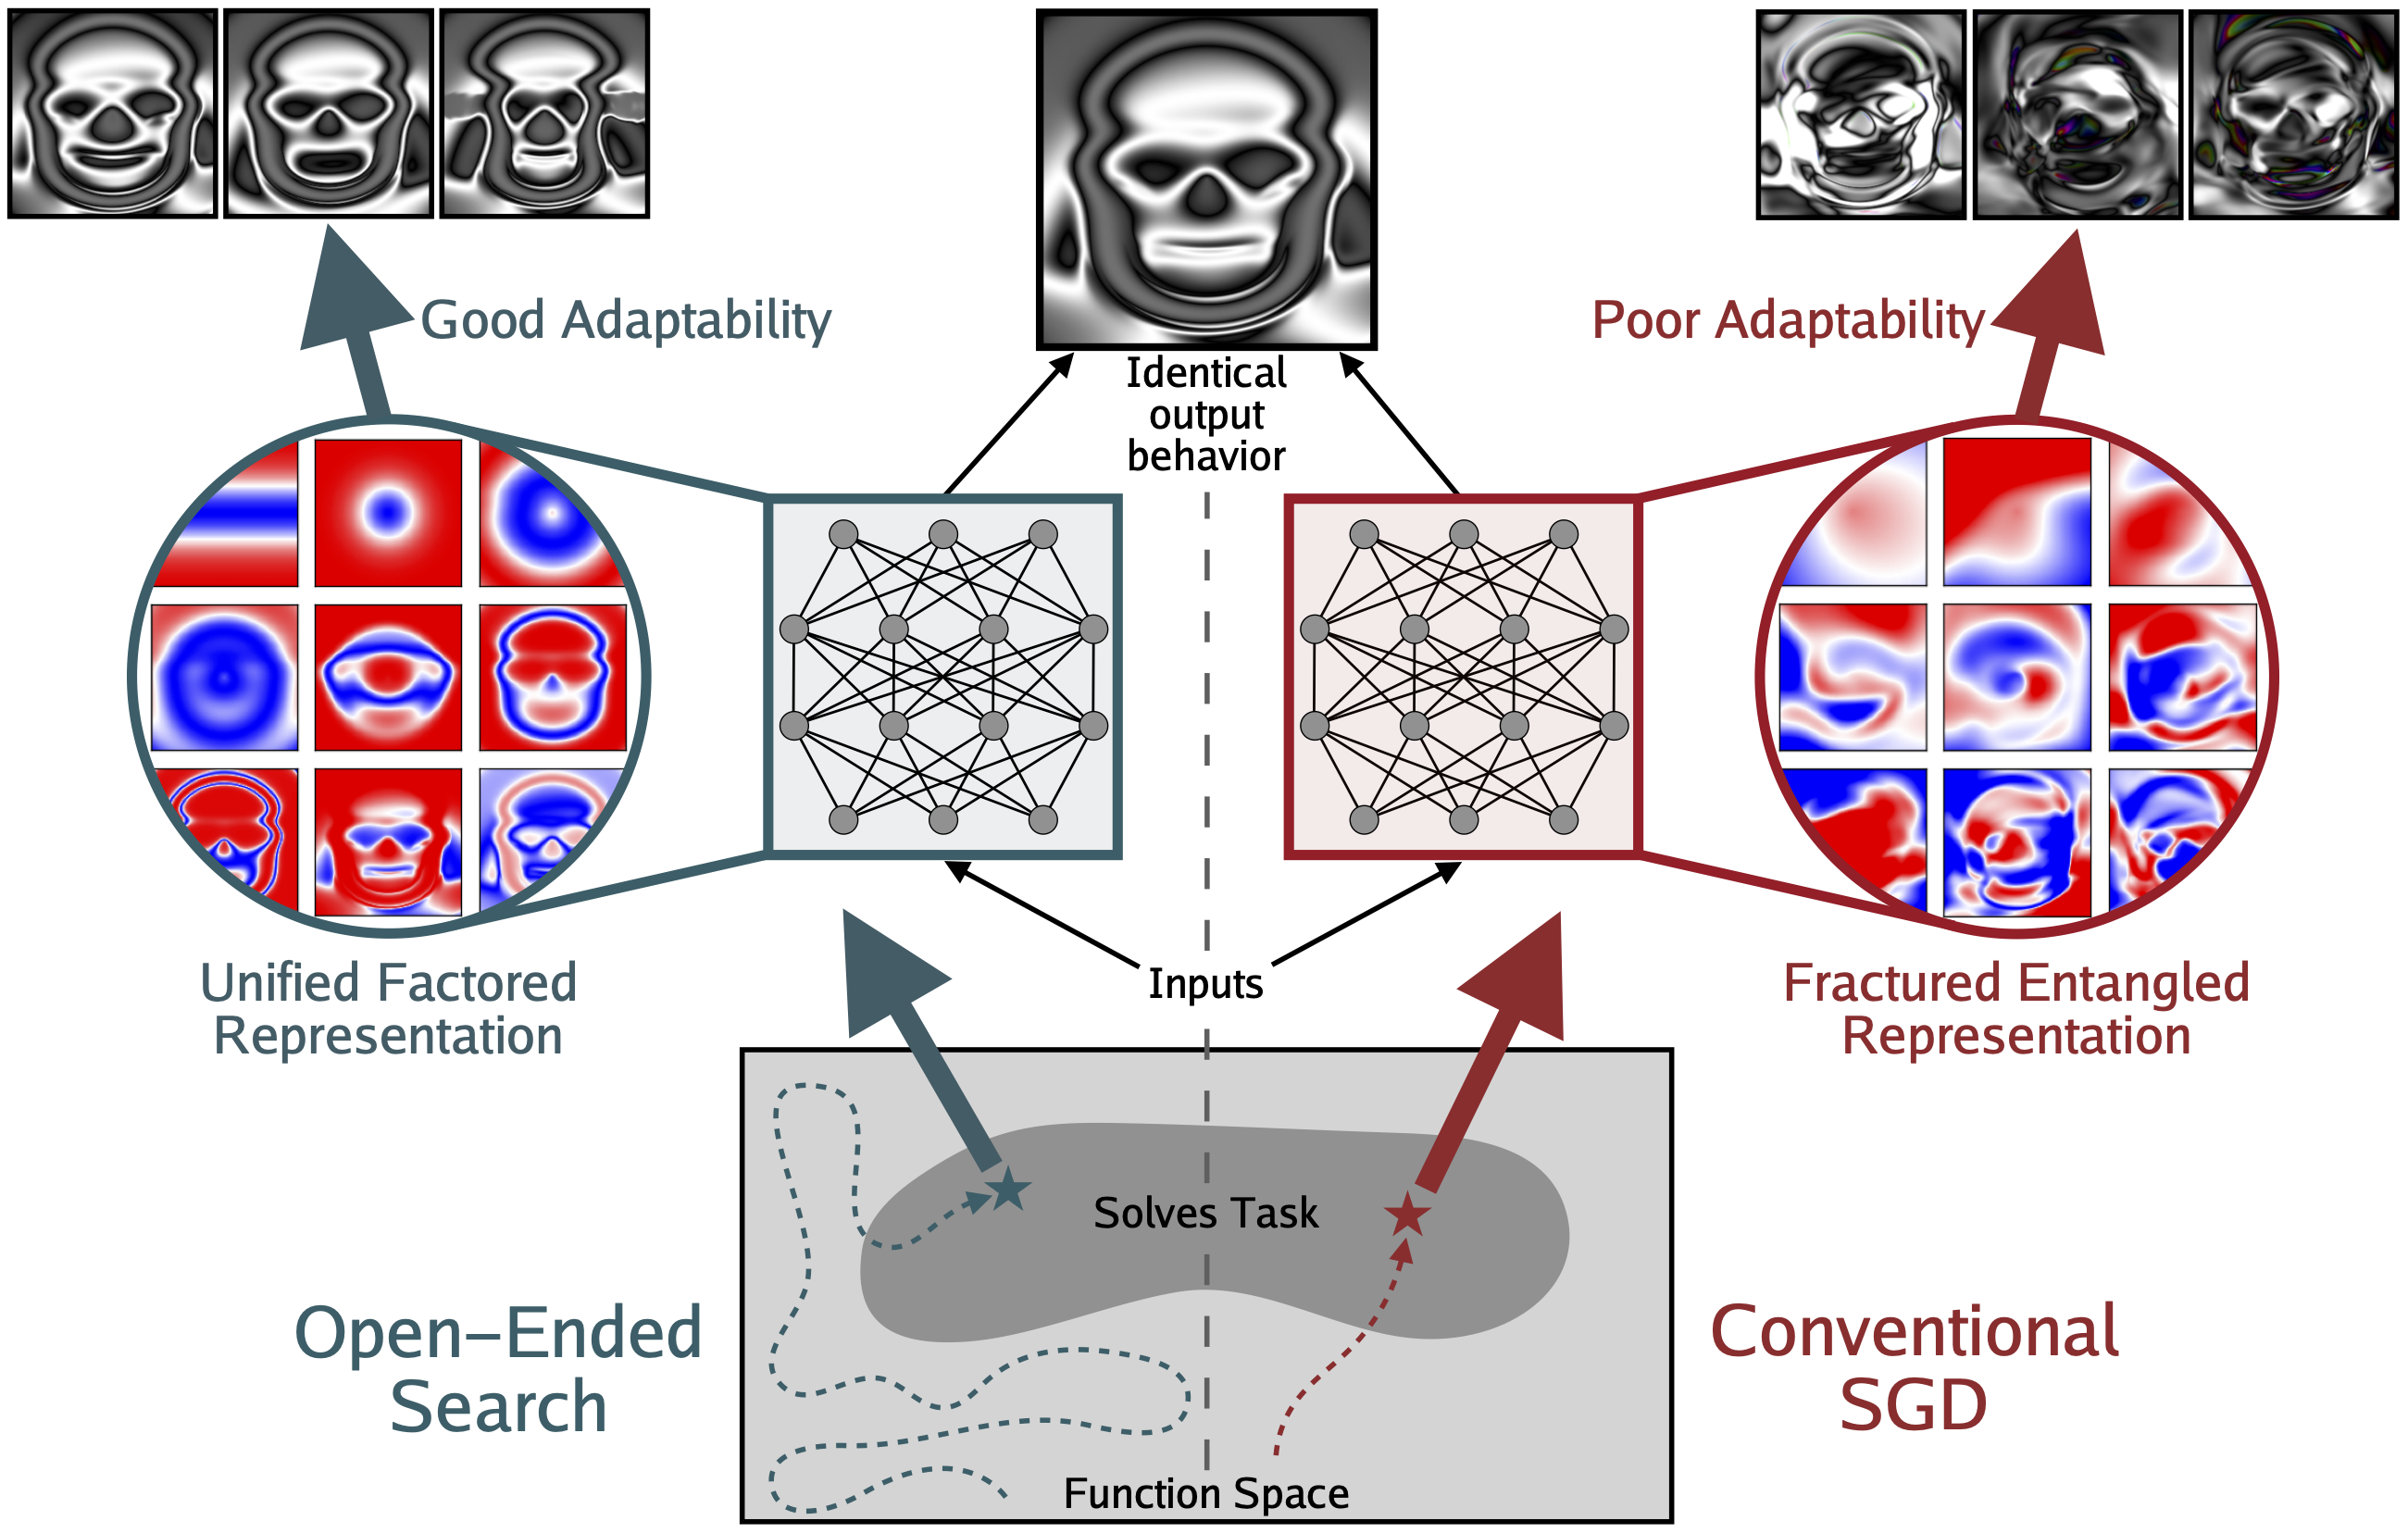 Good Adaptability
Poor Adaptability
Identical
output
behavior
Inputs
Unified Factored
Representation
Fractured Entangled
Representation
Solves Task
Open–Ended
Search
Conventional
SGD
Function Space